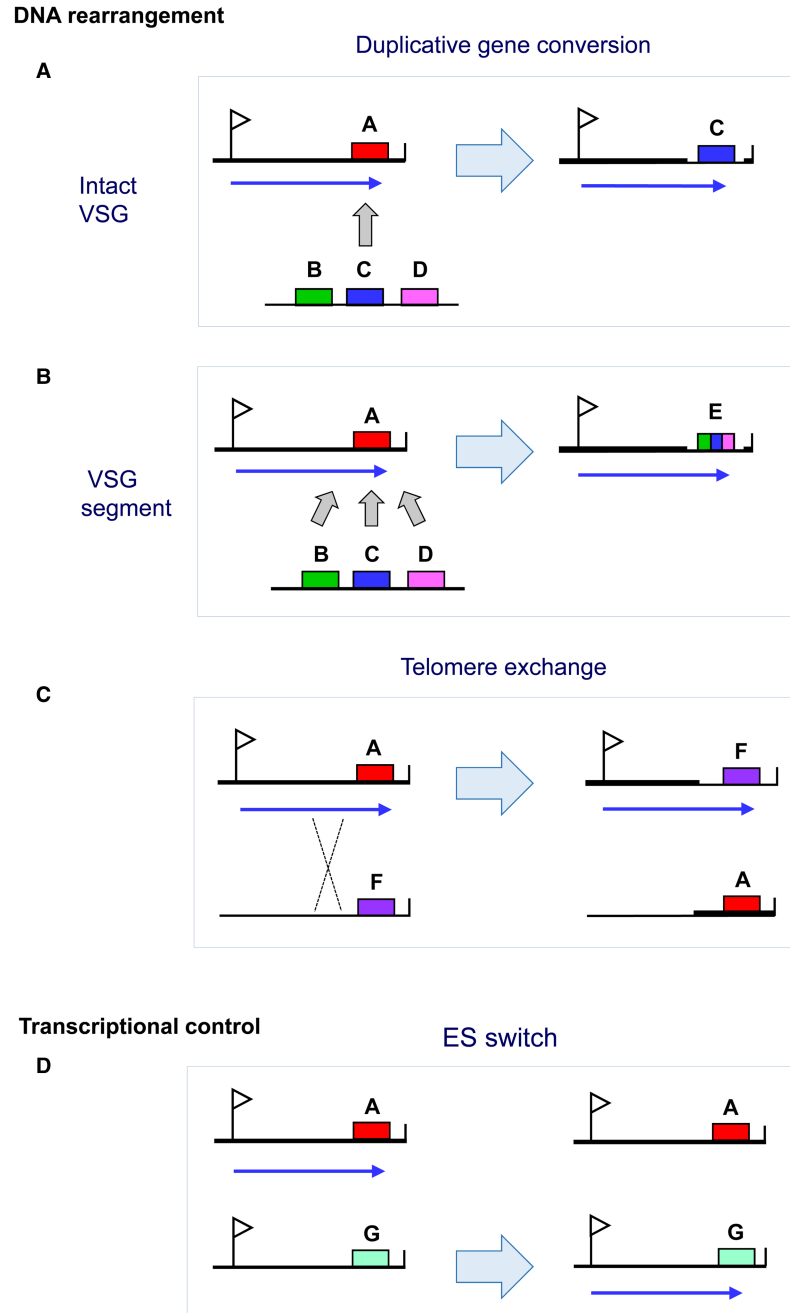 DNA rearrangement
Duplicative gene conversion
A
A
C
Intact
VSG
B C D
B
A
E
VSG
segment
B C D
Telomere exchange
C
A
F
F
A
Transcriptional control
ES switch
D
A
A
G
G